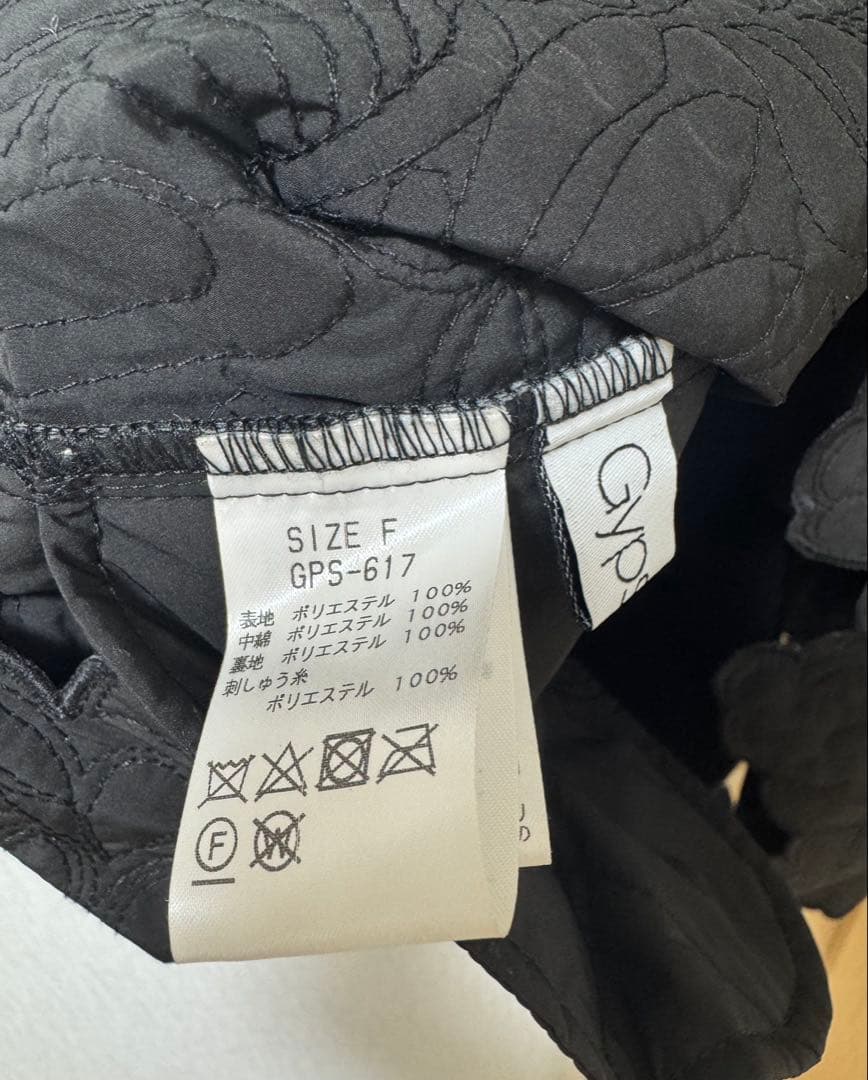 SIZE F
GPS-617
表地 ポリエステル 100%
中綿 ポリエステル 100%
裏地 ポリエステル 100%
刺しゅう糸
ポリエステル 100%
F
W
Gyps
り
の